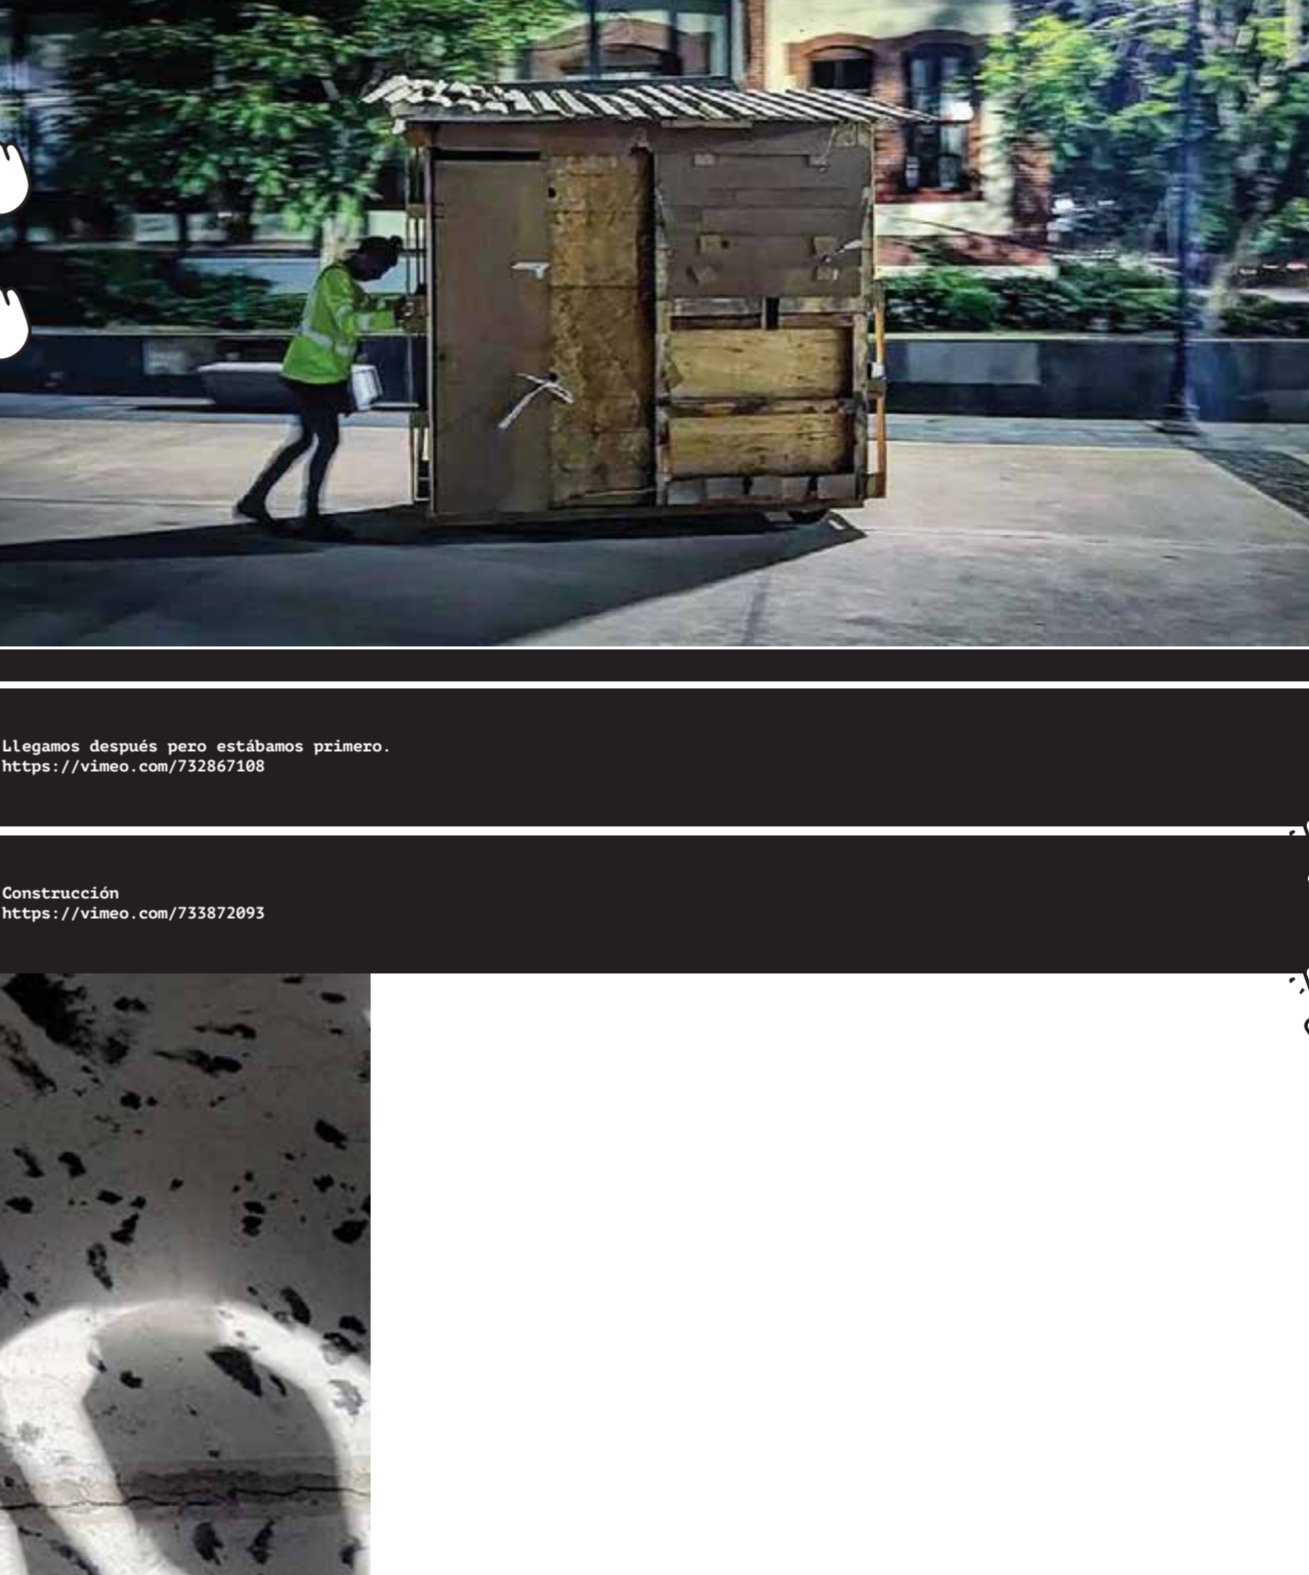 Llegamos después pero estábamos primero.
https://vimeo.com/732867108
Construcción
https://vimeo.com/733872093